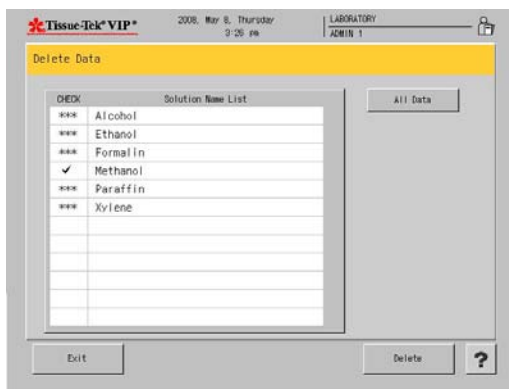 Tissue-Tek® VIP® 2008, May 8, Thursday LABORATORY
3:26 PM ADMIN 1
Delete Data
CHECK Solution Name List All Data
*** Alcohol
*** Ethanol
*** Formalin
✓ Methanol
*** Paraffin
*** Xylene
Exit Delete ?